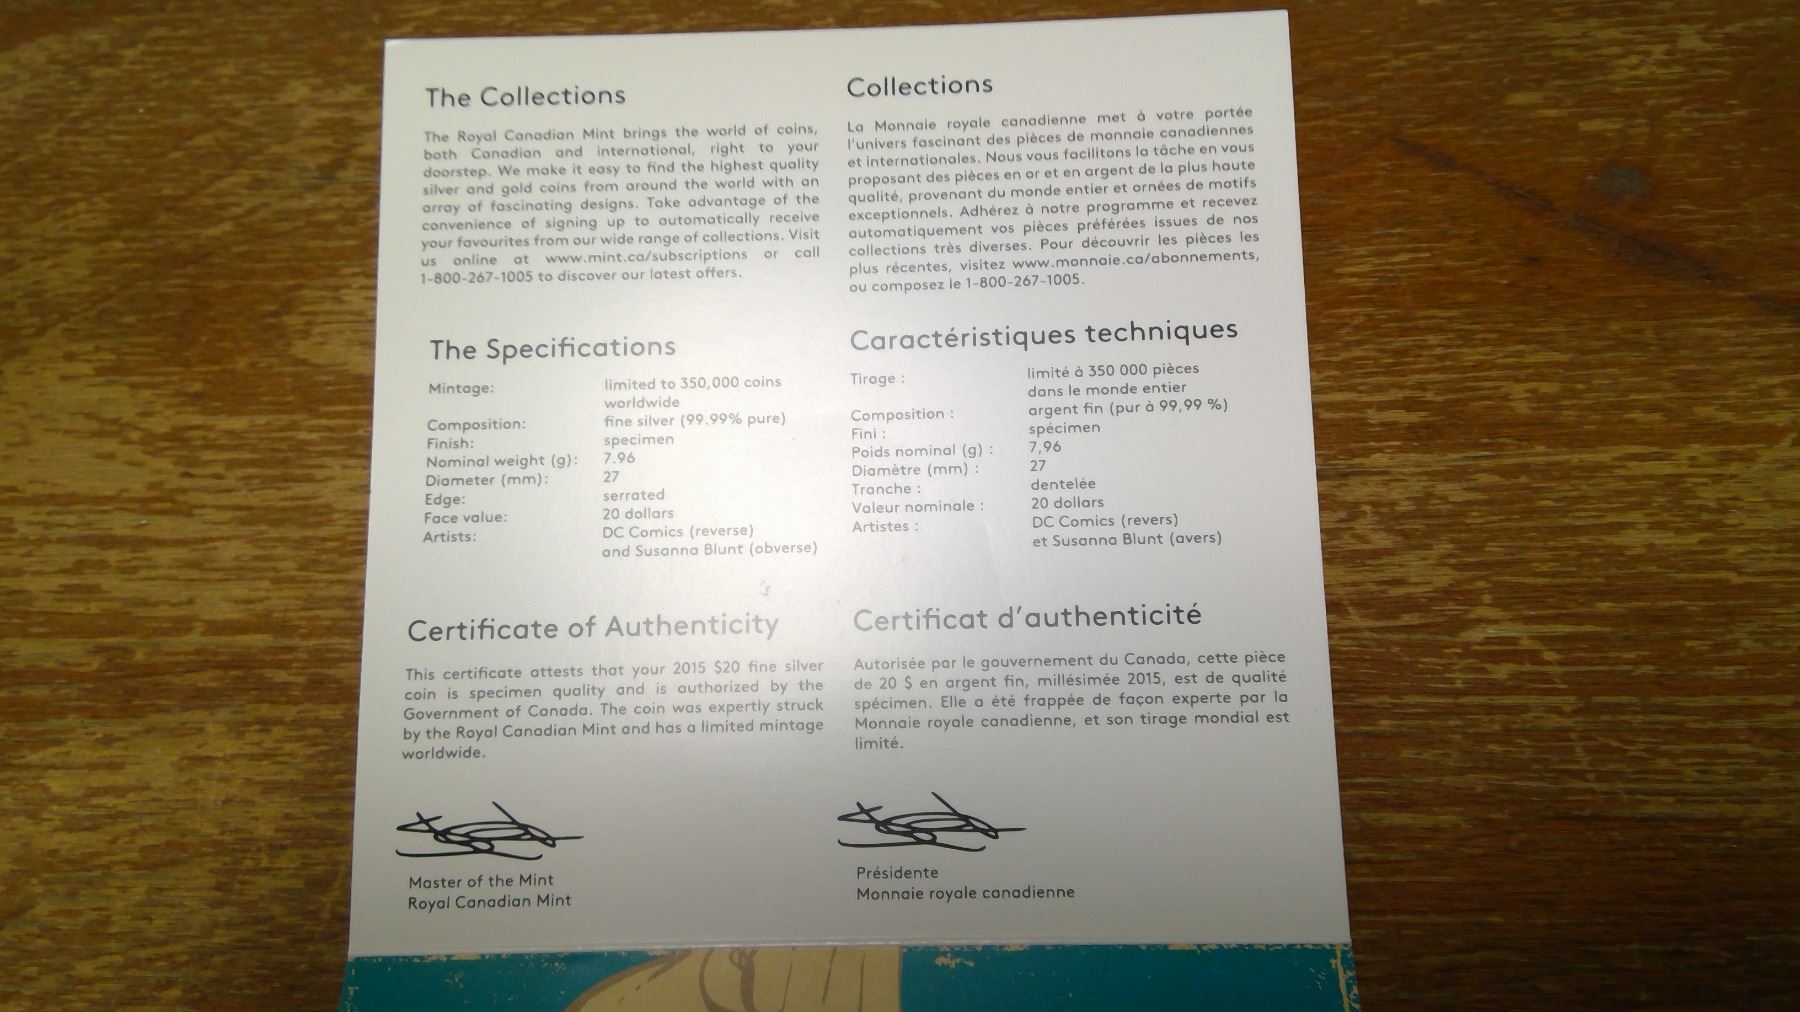 The Collections
The Royal Canadian Mint brings the world of coins,
both Canadian and international, right to your
doorstep. We make it easy to find the highest quality
silver and gold coins from around the world with an
array of fascinating designs. Take advantage of the
convenience of signing up to automatically receive
your favourites from our wide range of collections. Visit
us online at www.mint.ca/subscriptions or call
1-800-267-1005 to discover our latest offers.
The Specifications
Mintage: limited to 350,000 coins
worldwide
Composition: fine silver (99.99% pure)
Finish: specimen
Nominal weight (g): 7.96
Diameter (mm): 27
Edge: serrated
Face value: 20 dollars
Artists: DC Comics (reverse)
and Susanna Blunt (obverse)
Certificate of Authenticity
This certificate attests that your 2015 $20 fine silver
coin is specimen quality and is authorized by the
Government of Canada. The coin was expertly struck
by the Royal Canadian Mint and has a limited mintage
worldwide.
Master of the Mint
Royal Canadian Mint
Collections
La Monnaie royale canadienne met à votre portée
l'univers fascinant des pièces de monnaie canadiennes
et internationales. Nous vous facilitons la tâche en vous
proposant des pièces en or et en argent de la plus haute
qualité, provenant du monde entier et ornées de motifs
exceptionnels. Adhérez à notre programme et recevez
automatiquement vos pièces préférées issues de nos
collections très diverses. Pour découvrir les pièces les
plus récentes, visitez www.monnaie.ca/abonnements,
ou composez le 1-800-267-1005.
Caractéristiques techniques
Tirage : limité à 350 000 pièces
dans le monde entier
Composition : argent fin (pur à 99,99 %)
Fini : spécimen
Poids nominal (g) : 7,96
Diamètre (mm) : 27
Tranche : dentelée
Valeur nominale : 20 dollars
Artistes : DC Comics (revers)
et Susanna Blunt (avers)
Certificat d'authenticité
Autorisée par le gouvernement du Canada, cette pièce
de 20 $ en argent fin, millésimée 2015, est de qualité
spécimen. Elle a été frappée de façon experte par la
Monnaie royale canadienne, et son tirage mondial est
limité.
Présidente
Monnaie royale canadienne